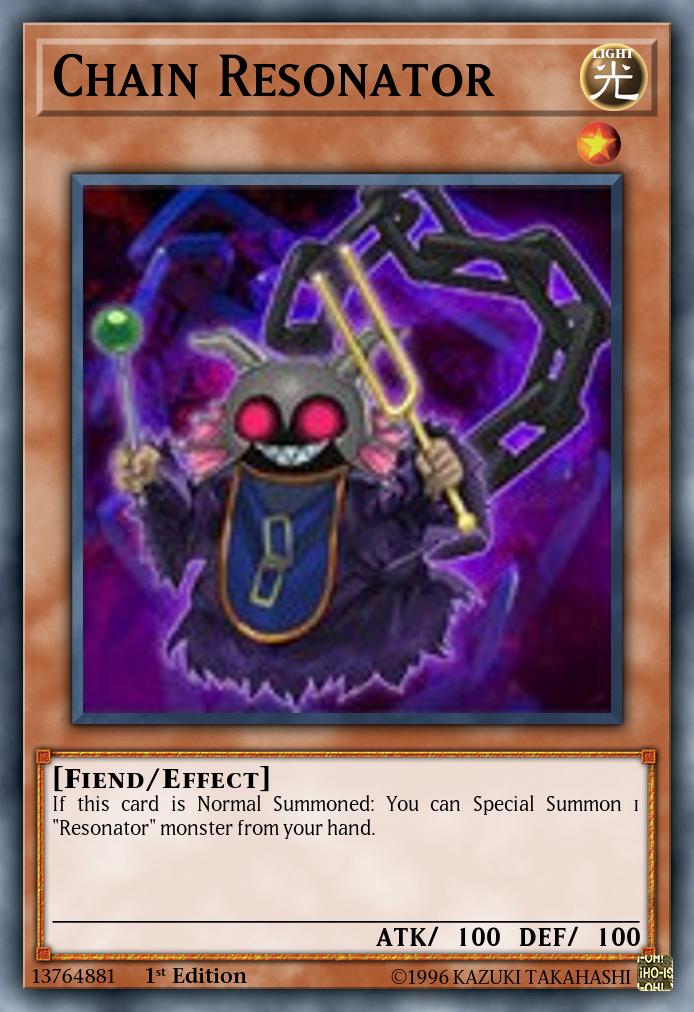 Chain Resonator
LIGHT
光
[Fiend/Effect]
If this card is Normal Summoned: You can Special Summon 1
"Resonator" monster from your hand.
ATK/ 100 DEF/ 100
13764881 1st Edition ©1996 KAZUKI TAKAHASHI